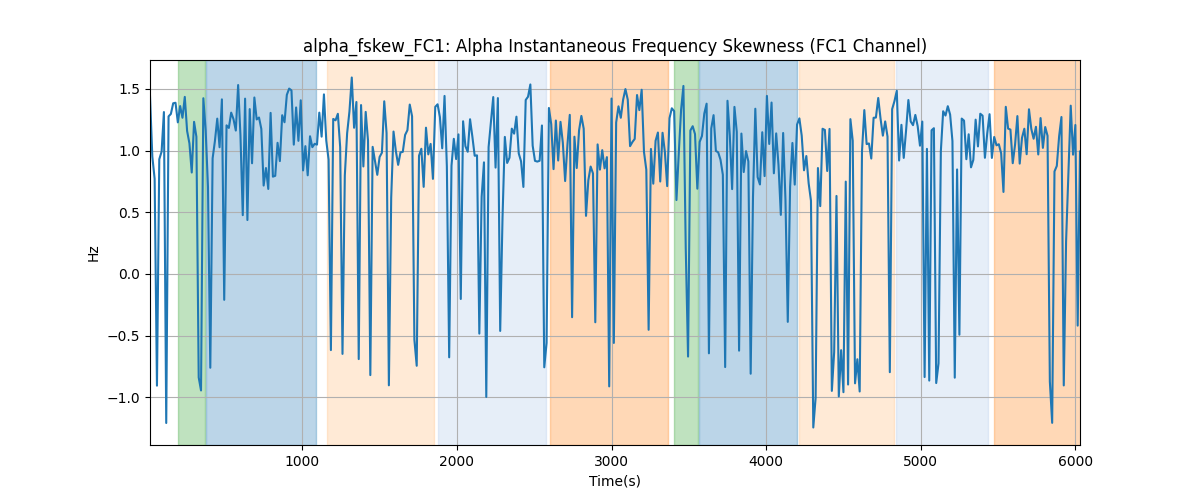 alpha_fskew_FC1: Alpha Instantaneous Frequency Skewness (FC1 Channel)
1.5
1.0
0.5
0.0
−0.5
−1.0
Hz
1000 2000 3000 4000 5000 6000
Time(s)